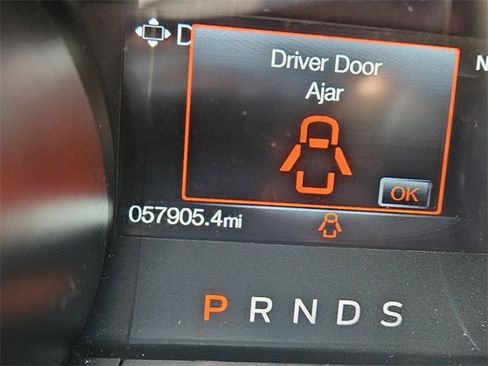 D
Driver Door
N
Ajar
OK
057905.4mi
P R N D S